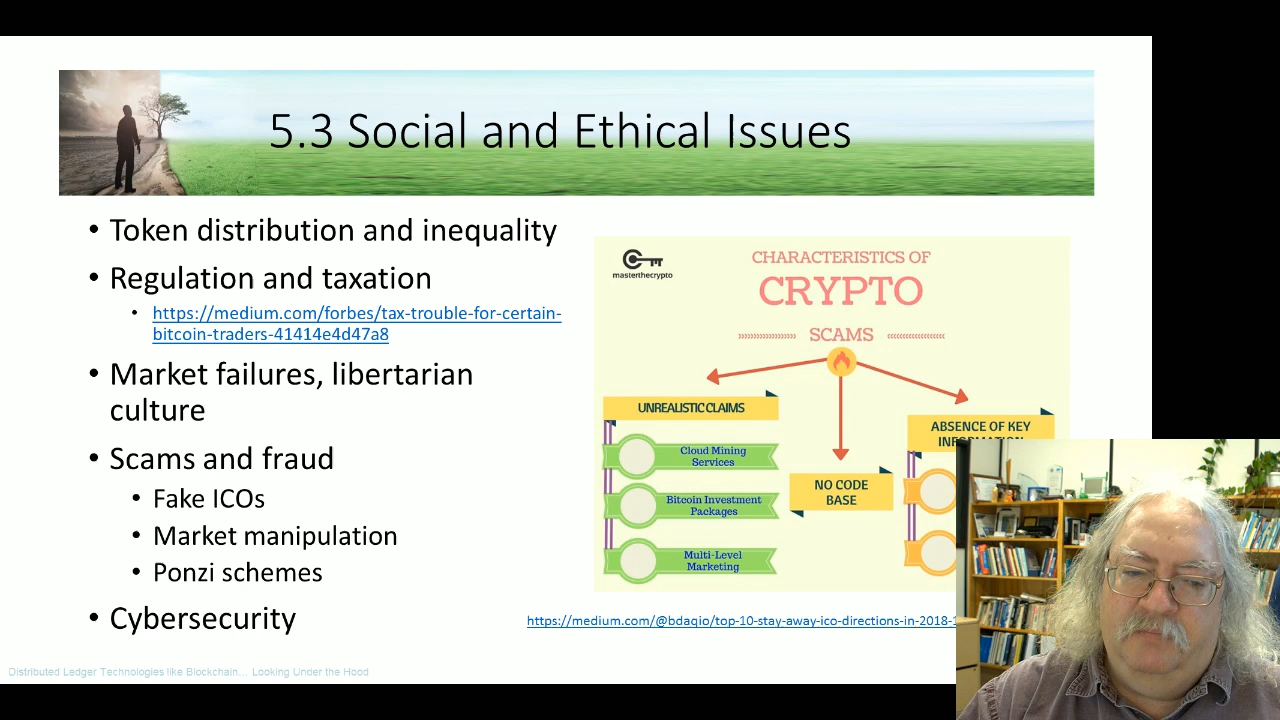 5.3 Social and Ethical Issues
• Token distribution and inequality
• Regulation and taxation
• https://medium.com/forbes/tax-trouble-for-certain-
bitcoin-traders-41414e4d47a8
• Market failures, libertarian
culture
• Scams and fraud
• Fake ICOs
• Market manipulation
• Ponzi schemes
• Cybersecurity
masterthecrypto
CHARACTERISTICS OF
CRYPTO
SCAMS
UNREALISTIC CLAIMS
Cloud Mining
Services
Bitcoin Investment
Packages
Multi-Level
Marketing
NO CODE
BASE
ABSENCE OF KEY
INFORMATION
https://medium.com/@bdaqio/top-10-stay-away-ico-directions-in-2018-
Distributed Ledger Technologies like Blockchain... Looking Under the Hood